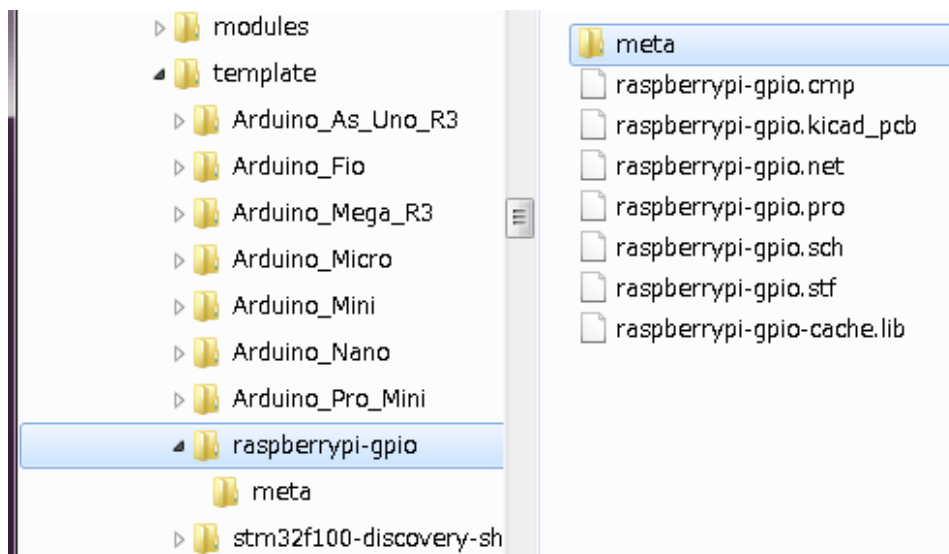 modules
template
Arduino_As_Uno_R3
Arduino_Fio
Arduino_Mega_R3
Arduino_Micro
Arduino_Mini
Arduino_Nano
Arduino_Pro_Mini
raspberrypi-gpio
meta
stm32f100-discovery-sh
meta
raspberrypi-gpio.cmp
raspberrypi-gpio.kicad_pcb
raspberrypi-gpio.net
raspberrypi-gpio.pro
raspberrypi-gpio.sch
raspberrypi-gpio.stf
raspberrypi-gpio-cache.lib